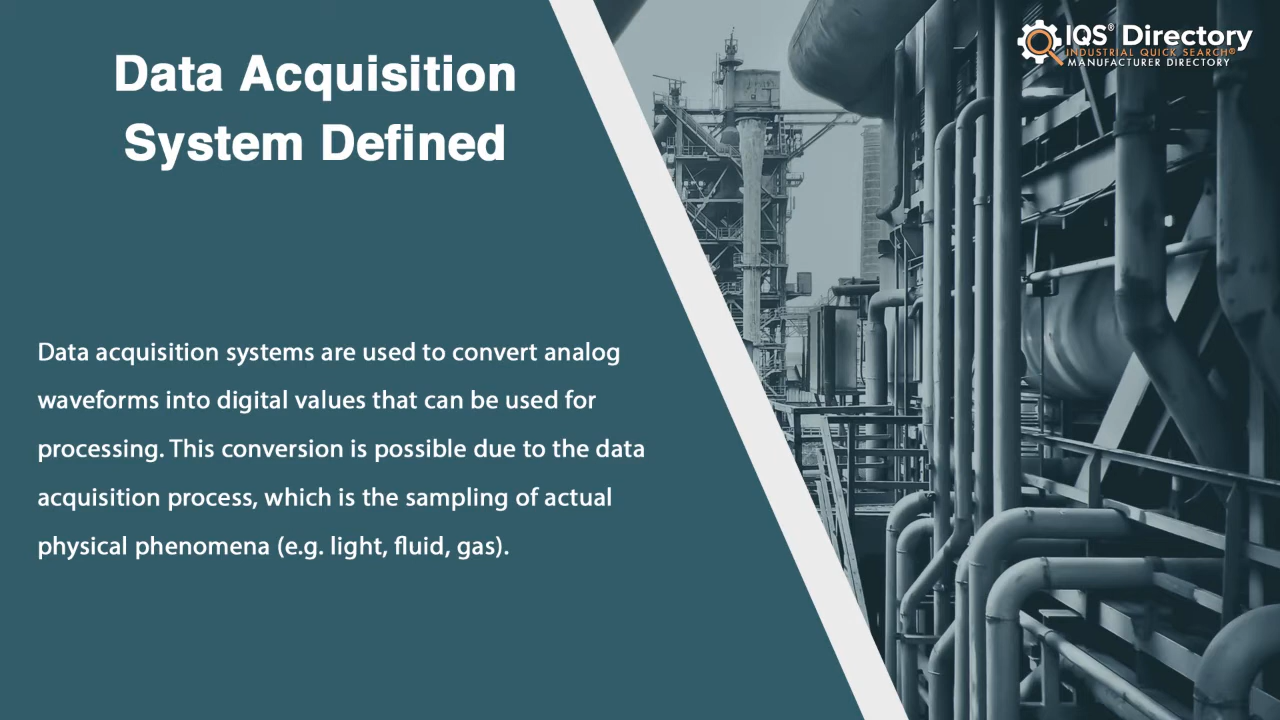 Data Acquisition
System Defined
IQS® Directory
INDUSTRIAL QUICK SEARCH®
MANUFACTURER DIRECTORY
Data acquisition systems are used to convert analog
waveforms into digital values that can be used for
processing. This conversion is possible due to the data
acquisition process, which is the sampling of actual
physical phenomena (e.g. light, fluid, gas).